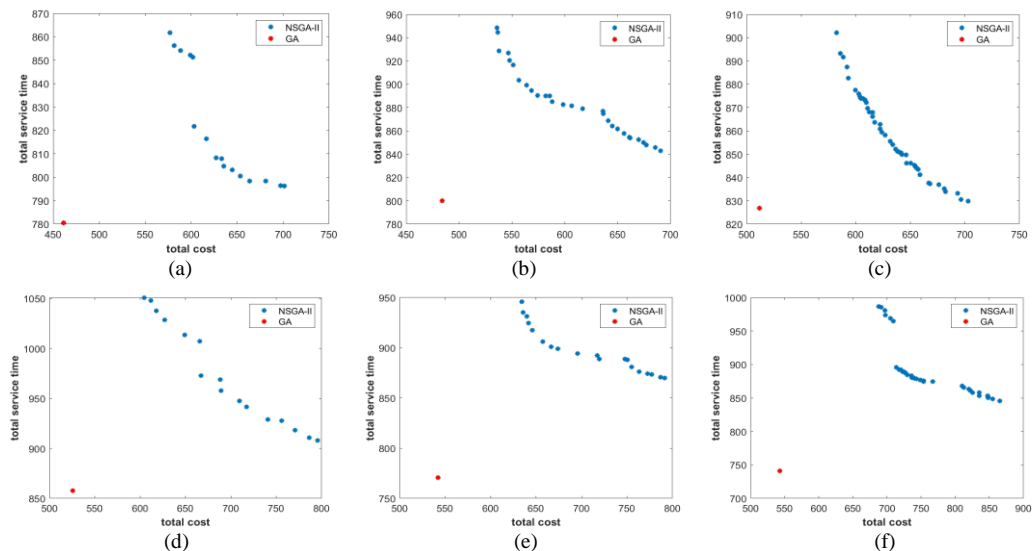 870
860
850
840
830
820
810
800
790
780
450 500 550 600 650 700 750
total service time
total cost
NSGA-II
GA
(a)
960
940
920
900
880
860
840
820
800
780
400 450 500 550 600 650 700
total service time
total cost
NSGA-II
GA
(b)
910
900
890
880
870
860
850
840
830
820
500 550 600 650 700 750
total service time
total cost
NSGA-II
GA
(c)
1050
1000
950
900
850
500 550 600 650 700 750 800
total service time
total cost
NSGA-II
GA
(d)
950
900
850
800
750
500 550 600 650 700 750 800
total service time
total cost
NSGA-II
GA
(e)
1000
950
900
850
800
750
700
500 550 600 650 700 750 800 850 900
total service time
total cost
NSGA-II
GA
(f)